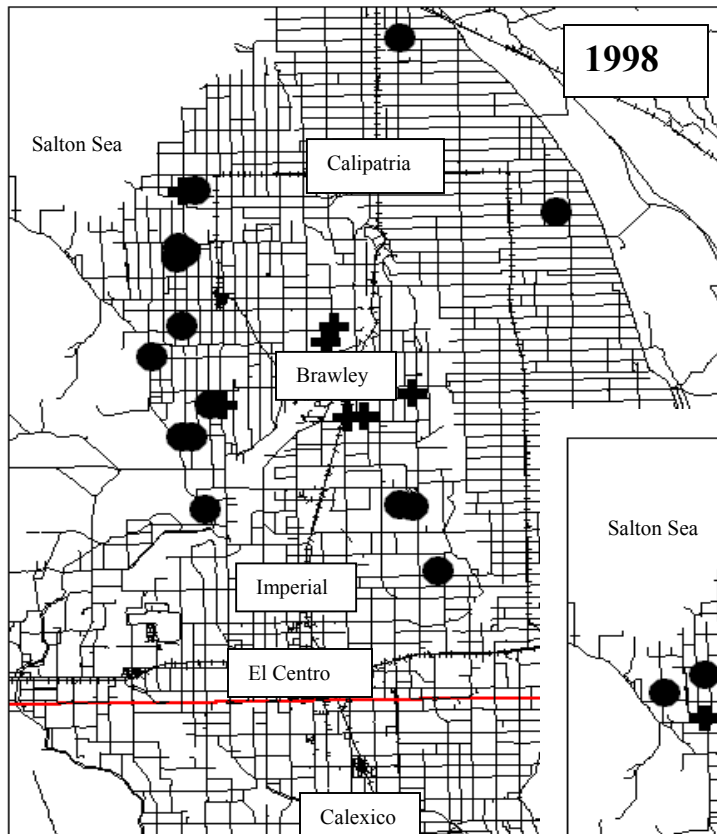 1998
Salton Sea
Calipatria
Brawley
Salton Sea
Imperial
El Centro
Calexico